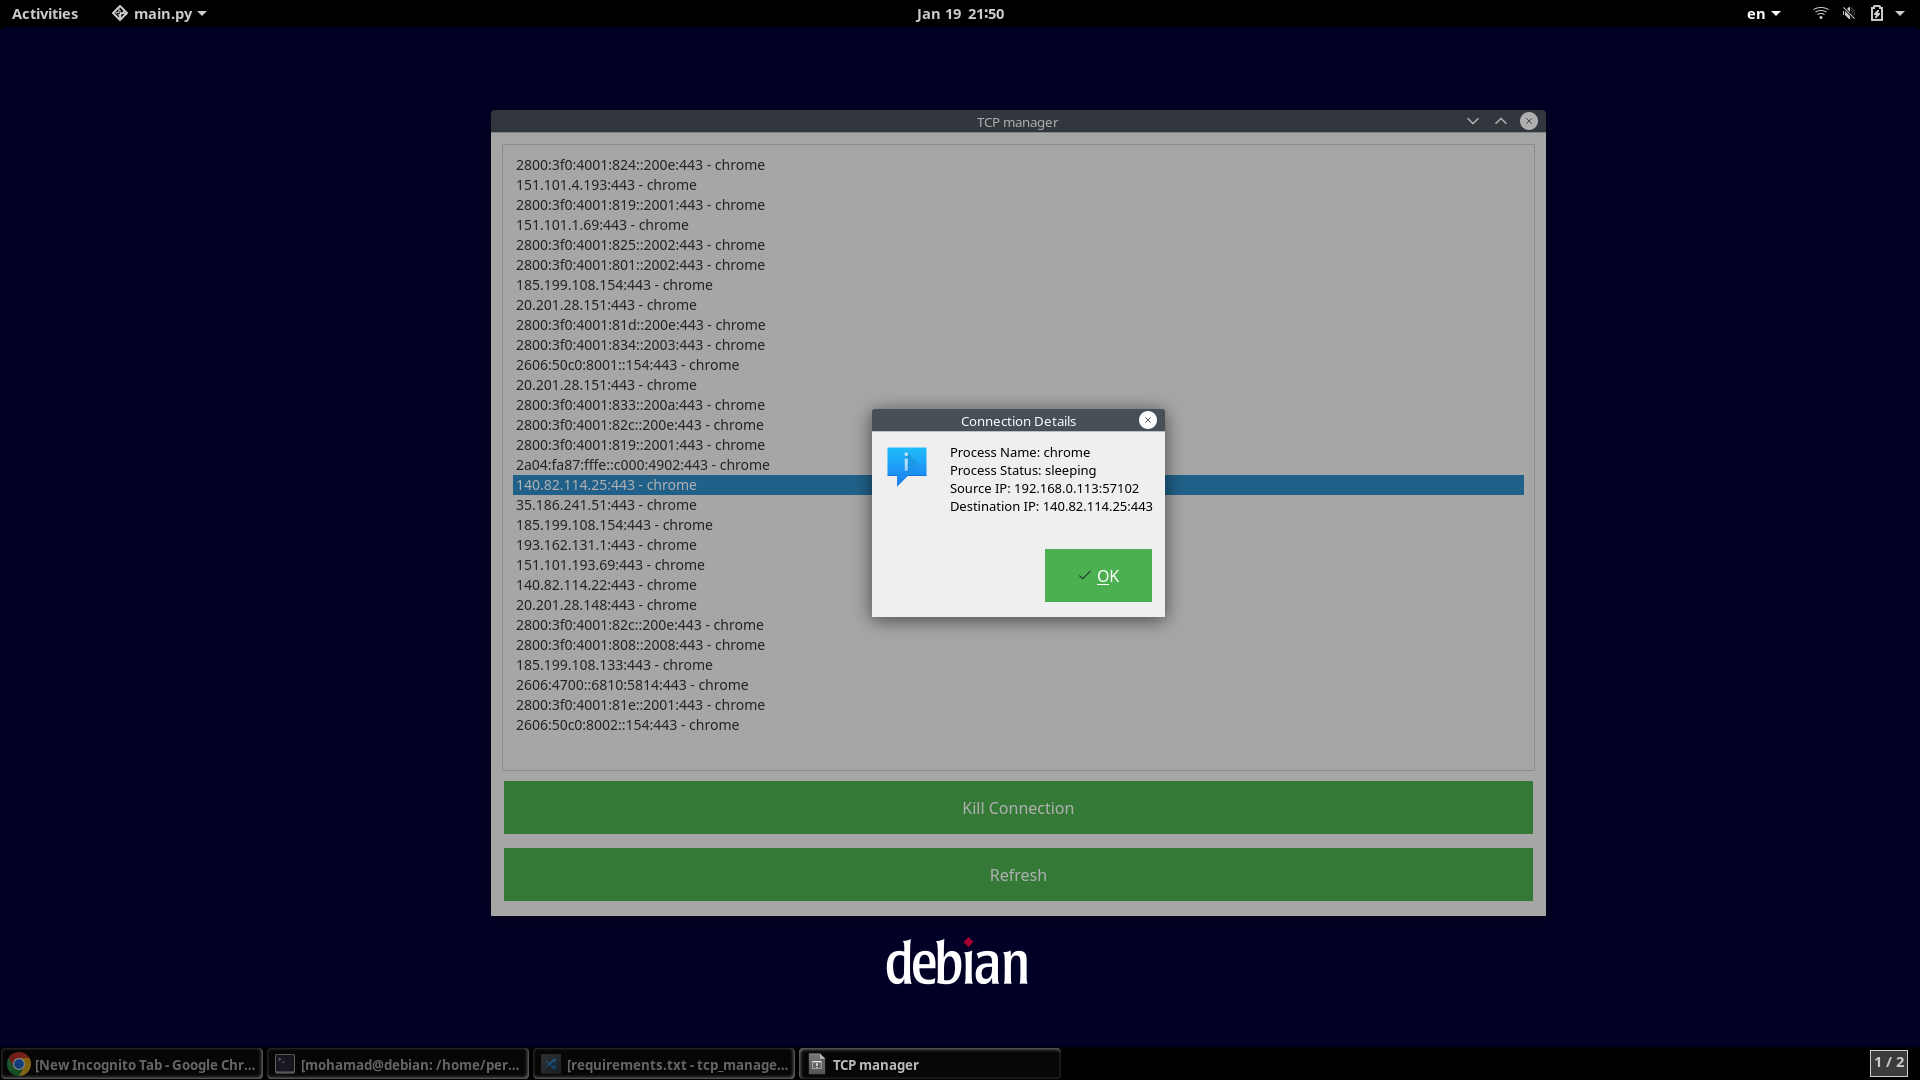 Activities
main.py
Jan 19 21:50
en
TCP manager
2800:3f0:4001:824::200e:443 - chrome
151.101.4.193:443 - chrome
2800:3f0:4001:819::2001:443 - chrome
151.101.1.69:443 - chrome
2800:3f0:4001:825::2002:443 - chrome
2800:3f0:4001:801::2002:443 - chrome
185.199.108.154:443 - chrome
20.201.28.151:443 - chrome
2800:3f0:4001:81d::200e:443 - chrome
2800:3f0:4001:834::2003:443 - chrome
2606:50c0:8001::154:443 - chrome
20.201.28.151:443 - chrome
2800:3f0:4001:833::200a:443 - chrome
2800:3f0:4001:82c::200e:443 - chrome
2800:3f0:4001:819::2001:443 - chrome
2a04:fa87:fffe::c000:4902:443 - chrome
140.82.114.25:443 - chrome
35.186.241.51:443 - chrome
185.199.108.154:443 - chrome
193.162.131.1:443 - chrome
151.101.193.69:443 - chrome
140.82.114.22:443 - chrome
20.201.28.148:443 - chrome
2800:3f0:4001:82c::200e:443 - chrome
2800:3f0:4001:808::2008:443 - chrome
185.199.108.133:443 - chrome
2606:4700::6810:5814:443 - chrome
2800:3f0:4001:81e::2001:443 - chrome
2606:50c0:8002::154:443 - chrome
Connection Details
Process Name: chrome
Process Status: sleeping
Source IP: 192.168.0.113:57102
Destination IP: 140.82.114.25:443
OK
Kill Connection
Refresh
debian
[New Incognito Tab - Google Chr...
[mohamad@debian: /home/per...
[requirements.txt - tcp_manage...
TCP manager
1 / 2